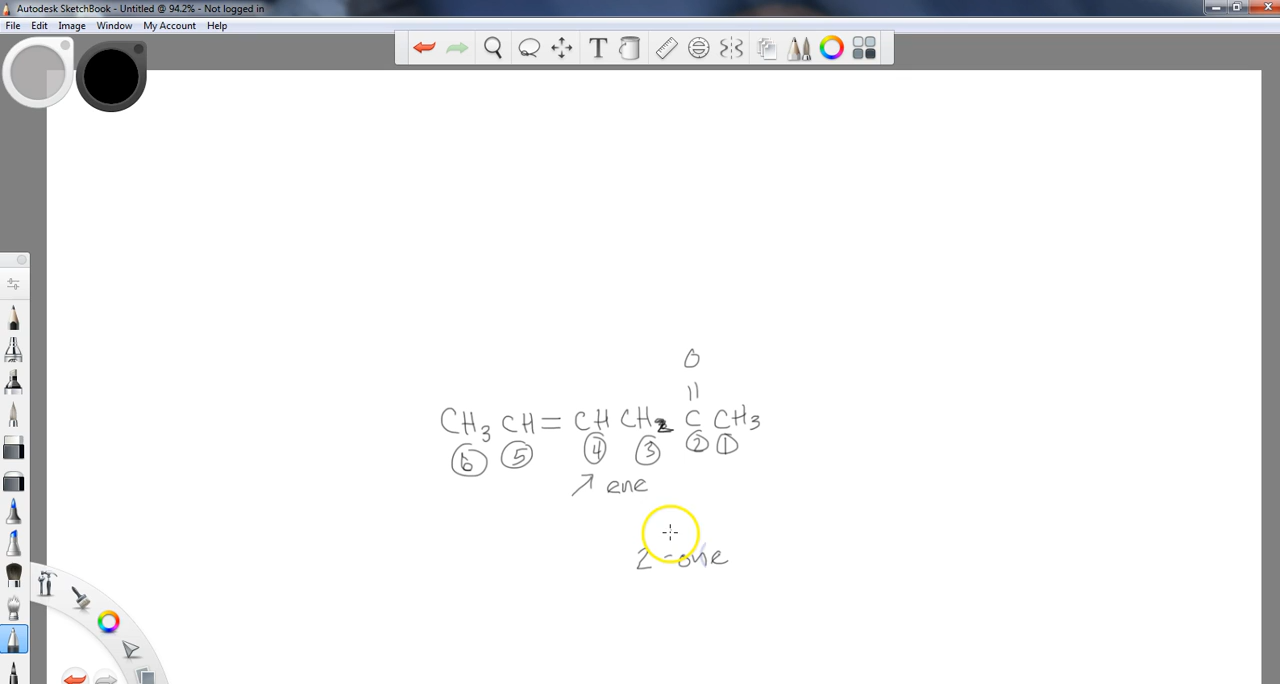 Autodesk SketchBook - Untitled @ 94.2% - Not logged in
File Edit Image Window My Account Help
T
O
||
CH3 CH = CH CH2 C CH3
6 5 4 3 2 1
↗ ene
2-one